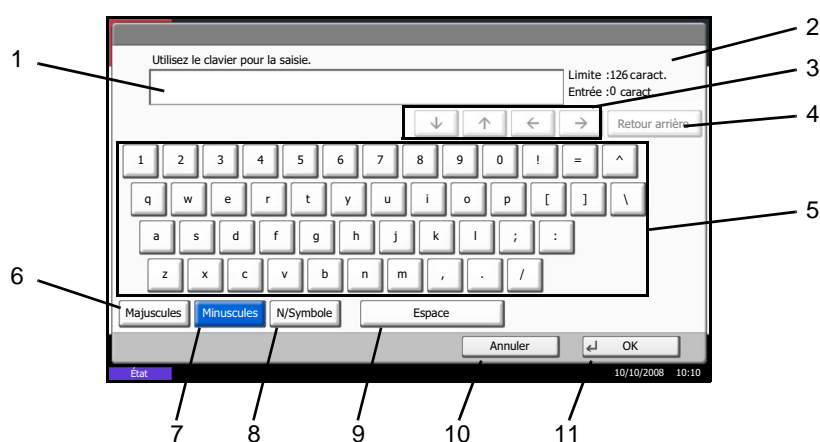 2
Utilisez le clavier pour la saisie.
1
Limite :126 caract.
3
Entrée :0 caract.
↓ ↑ ← → Retour arrière
4
1 2 3 4 5 6 7 8 9 0 ! = ^
q w e r t y u i o p [ ] \
5
a s d f g h j k l ; :
z x c v b n m , . /
6
Majuscules Minuscules N/Symbole Espace
Annuler ↵ OK
État 10/10/2008 10:10
7 8 9 10 11